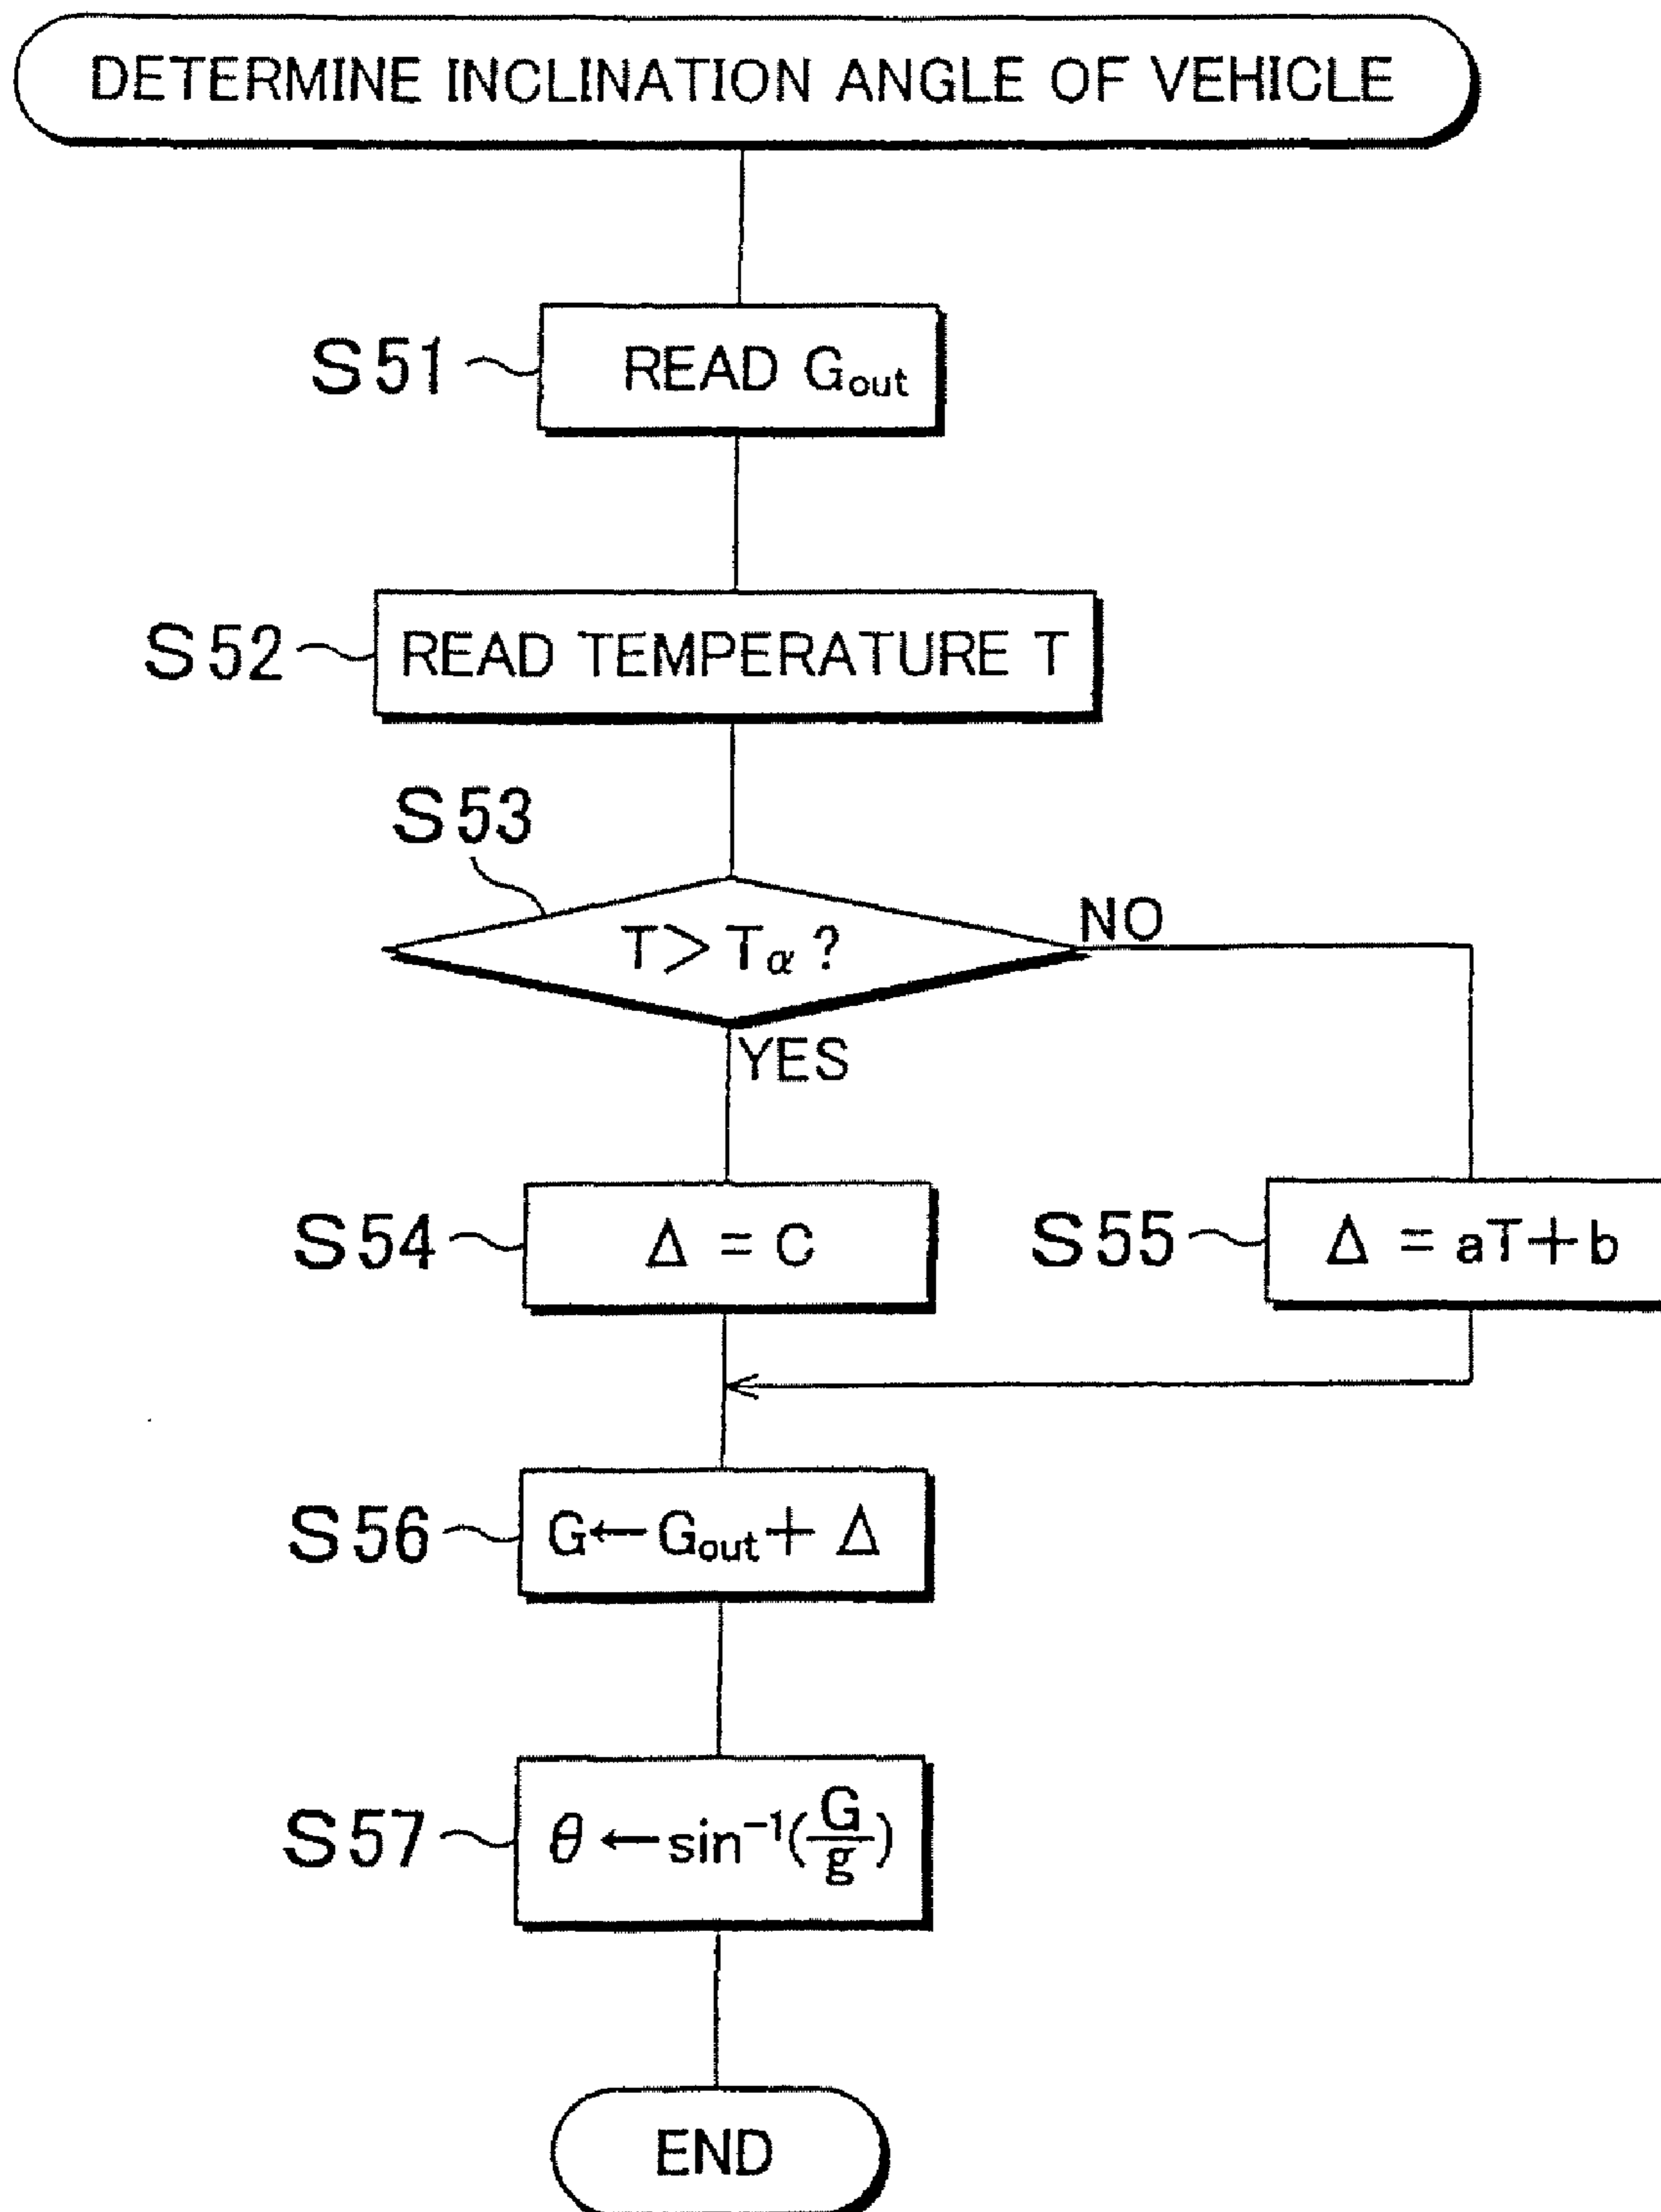 DETERMINE INCLINATION ANGLE OF VEHICLE
S51
READ Gout
S52
READ TEMPERATURE T
S53
T>Tα?
NO
YES
S54
Δ = C
S55
Δ = aT+b
S56
G←Gout+Δ
S57
θ←sin⁻¹(G/g)
END